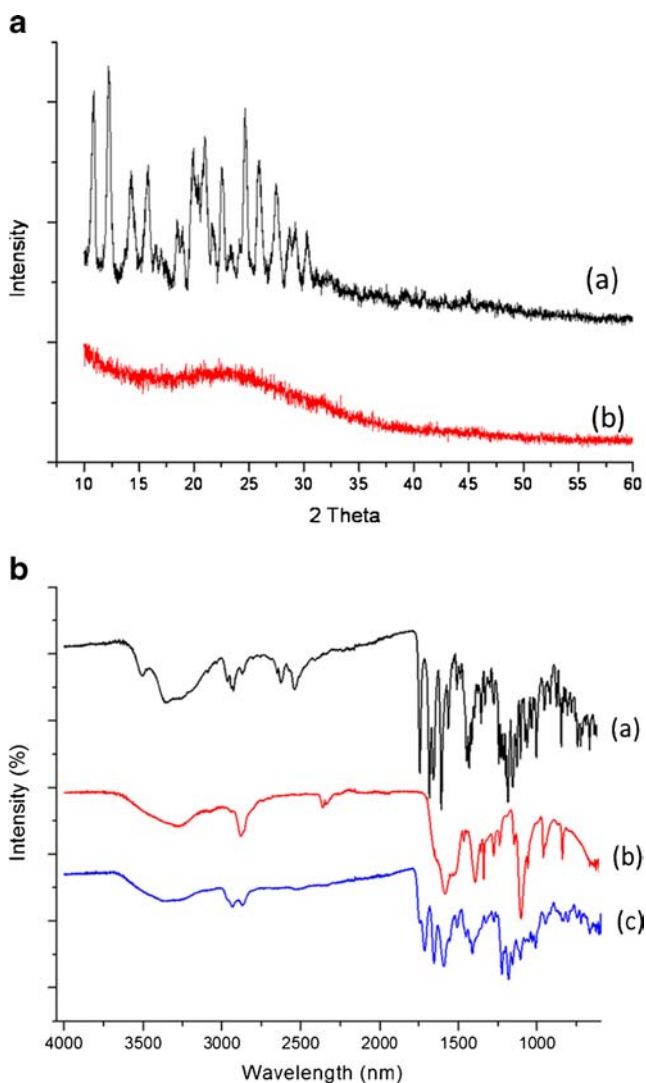 a
Intensity
(a)
(b)
10 15 20 25 30 35 40 45 50 55 60
2 Theta
b
Intensity (%)
(a)
(b)
(c)
4000 3500 3000 2500 2000 1500 1000
Wavelength (nm)